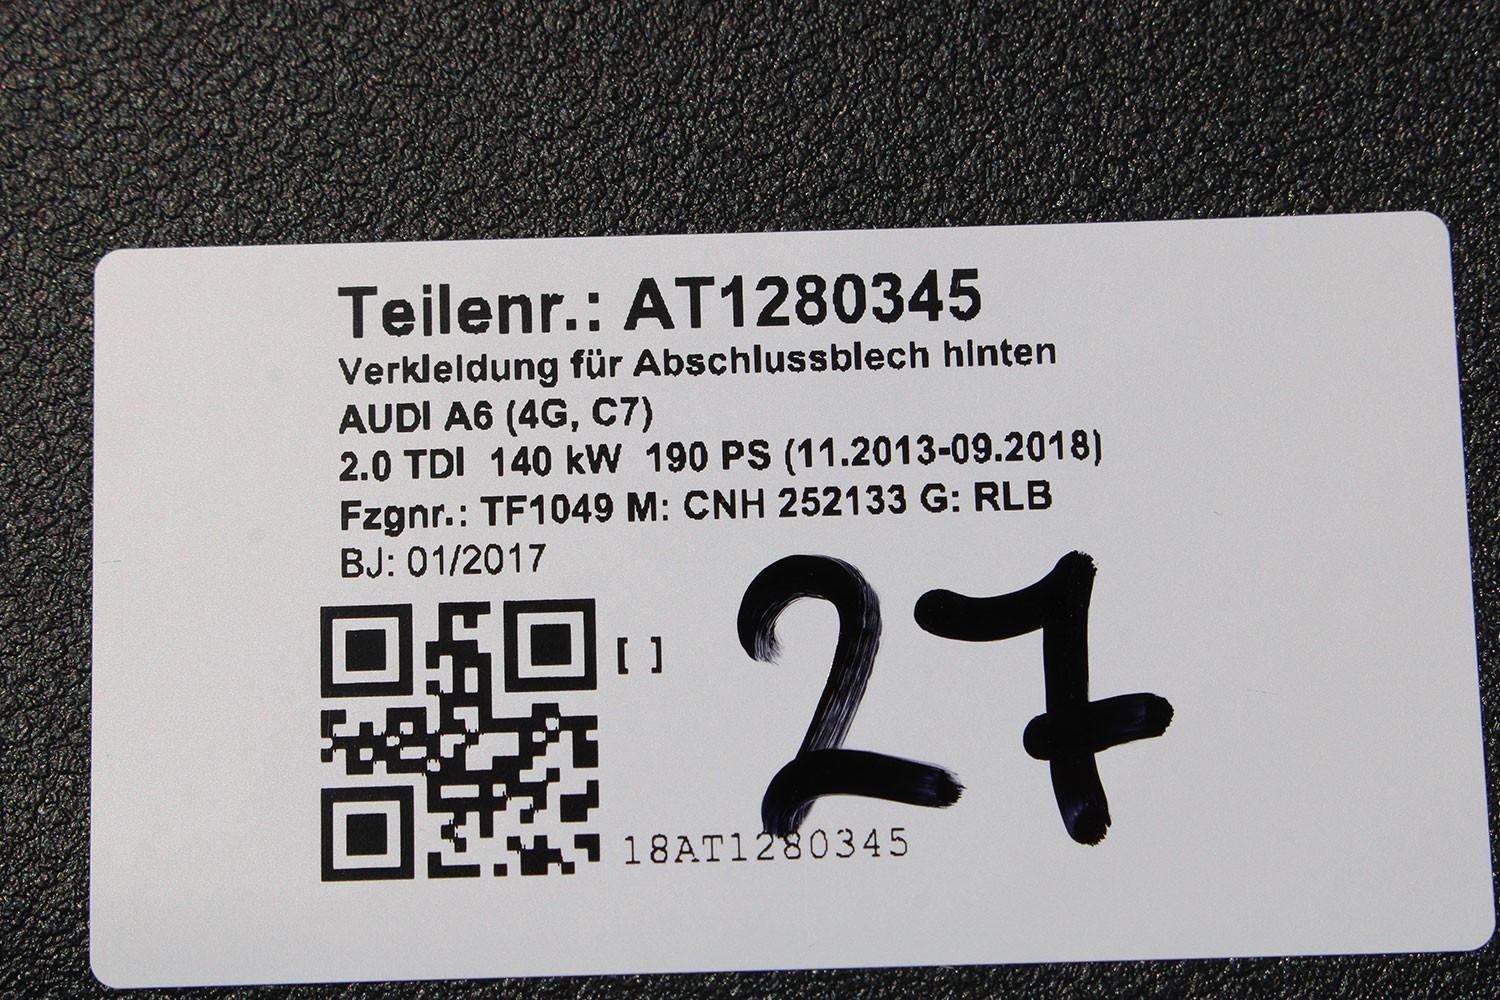 Teilenr.: AT1280345
Verkleidung für Abschlussblech hinten
AUDI A6 (4G, C7)
2.0 TDI 140 kW 190 PS (11.2013-09.2018)
Fzgnr.: TF1049 M: CNH 252133 G: RLB
BJ: 01/2017
[ ]
27
18AT1280345